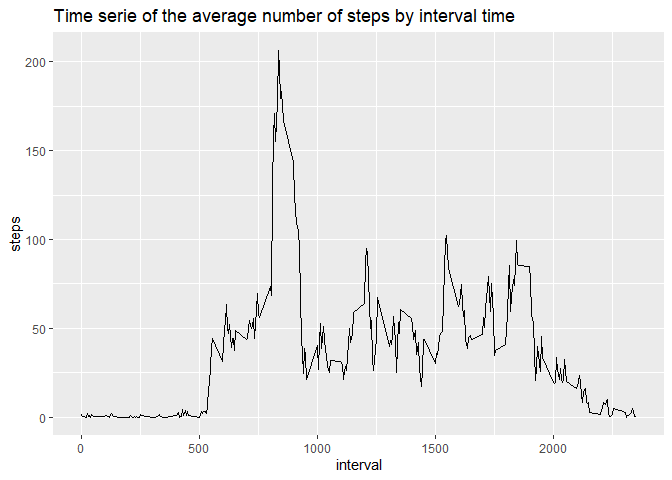 Time serie of the average number of steps by interval time
200
150
100
50
0
steps
0 500 1000 1500 2000
interval